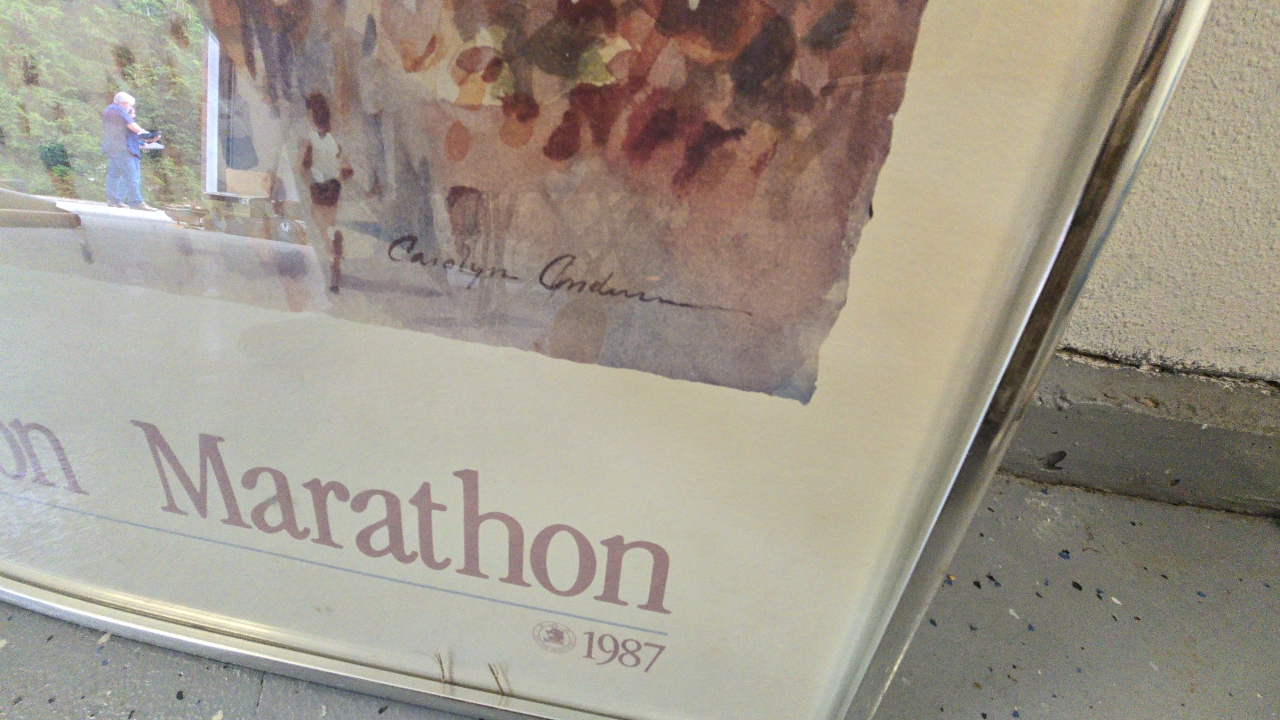 Carolyn Anderson
on Marathon
1987